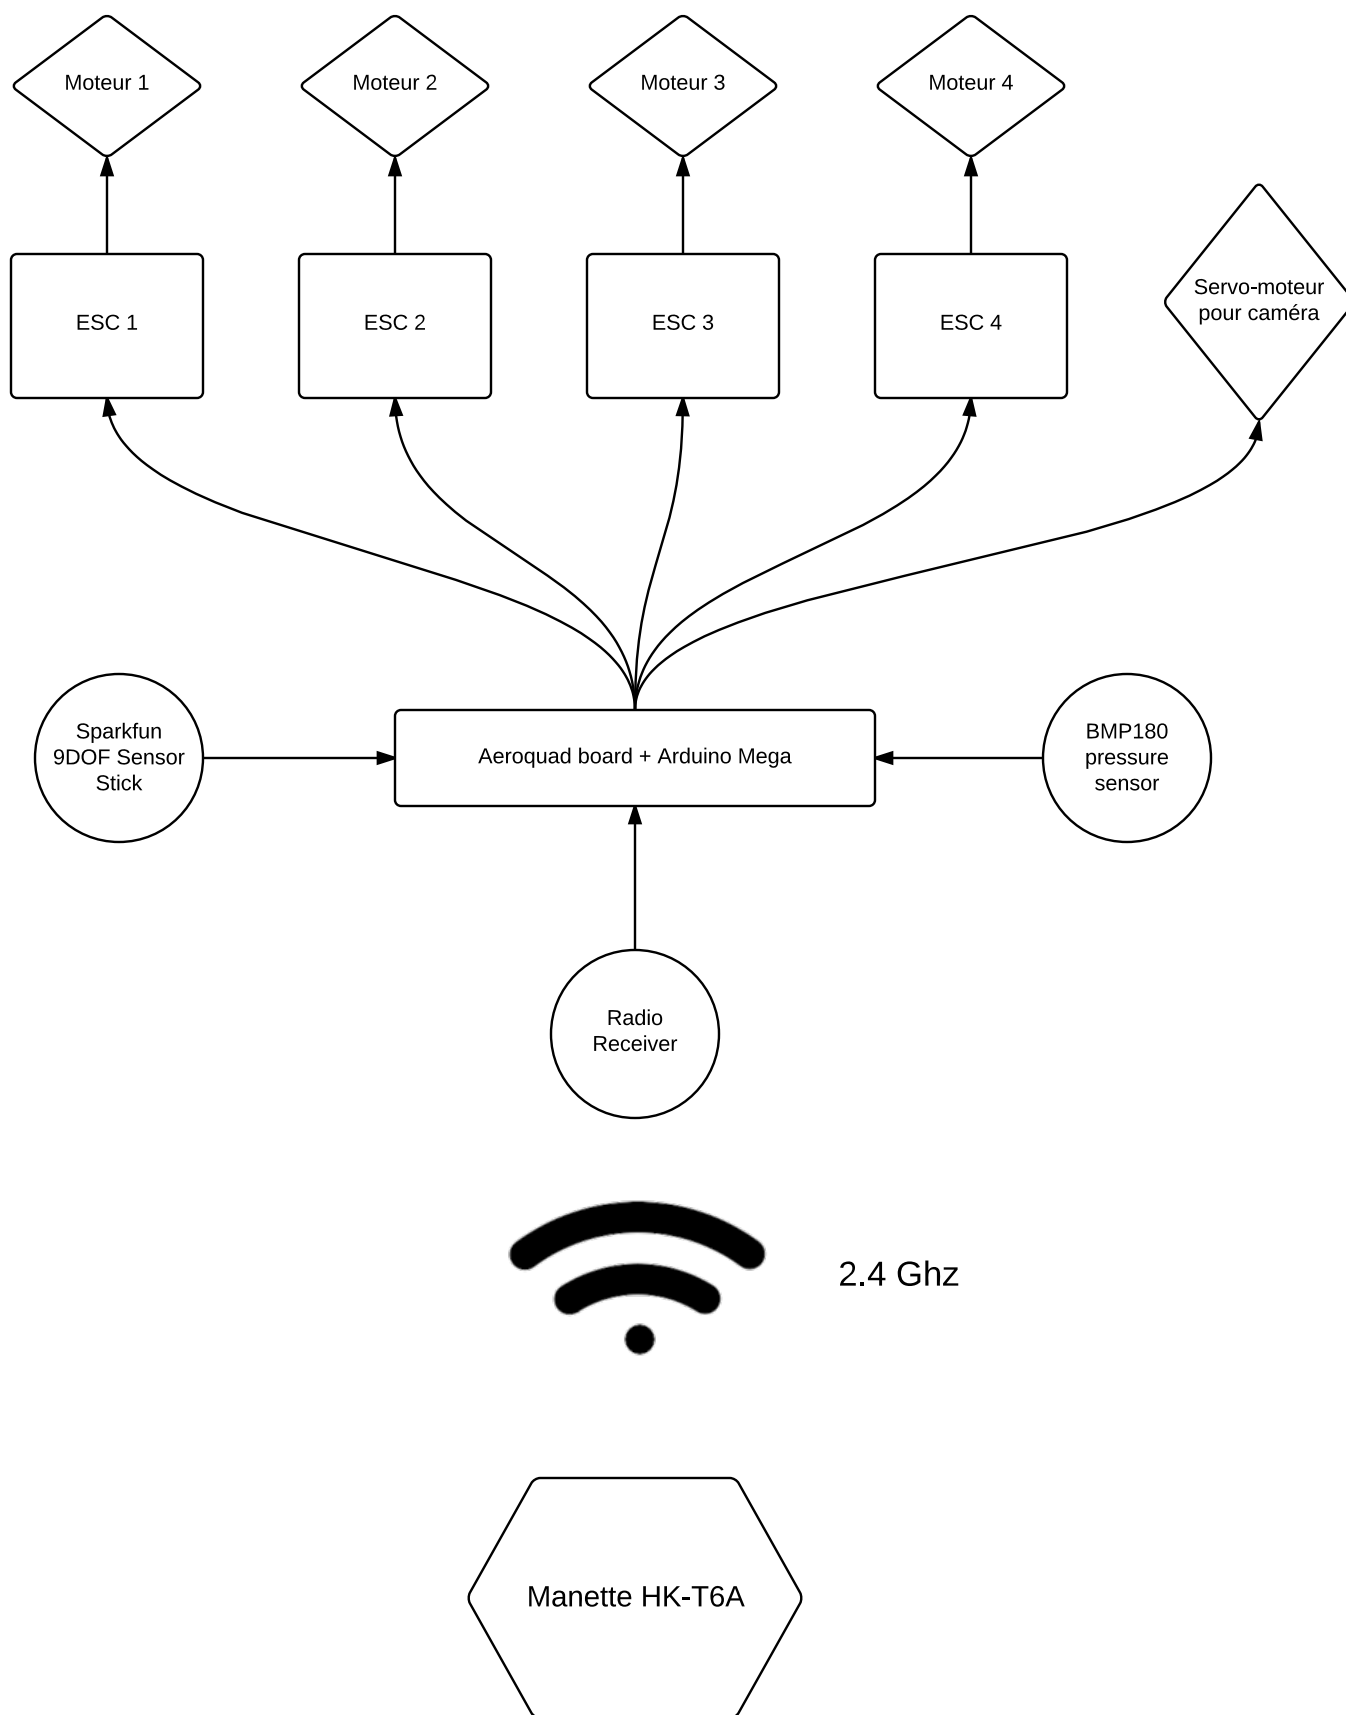 Moteur 1
Moteur 2
Moteur 3
Moteur 4
ESC 1
ESC 2
ESC 3
ESC 4
Servo-moteur
pour caméra
Sparkfun
9DOF Sensor
Stick
Aeroquad board + Arduino Mega
BMP180
pressure
sensor
Radio
Receiver
2.4 Ghz
Manette HK-T6A